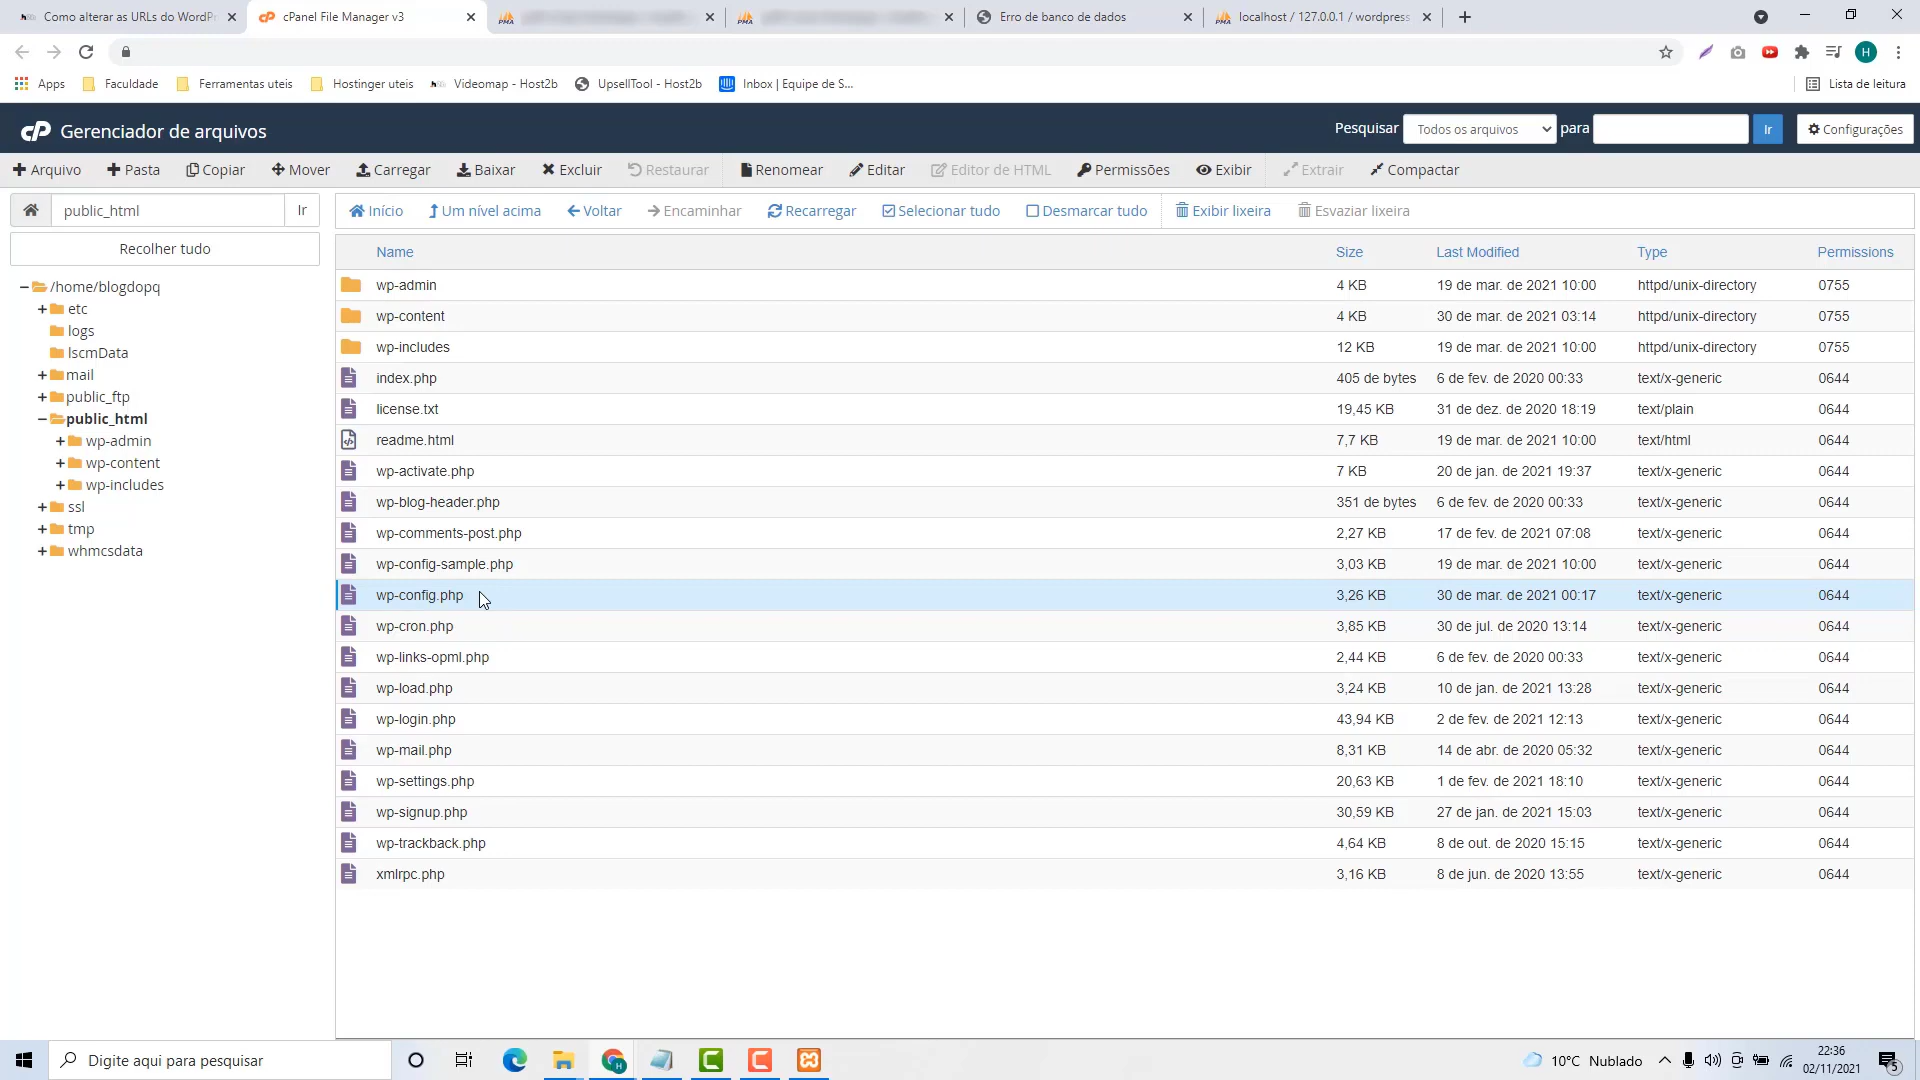 Como alterar as URLs do WordPr
cPanel File Manager v3
Erro de banco de dados
localhost / 127.0.0.1 / wordpress
Apps
Faculdade
Ferramentas uteis
Hostinger uteis
Videomap - Host2b
UpsellTool - Host2b
Inbox | Equipe de S...
Lista de leitura
cP Gerenciador de arquivos
Pesquisar
Todos os arquivos
para
Ir
Configurações
Arquivo
Pasta
Copiar
Mover
Carregar
Baixar
Excluir
Restaurar
Renomear
Editar
Editor de HTML
Permissões
Exibir
Extrair
Compactar
public_html
Ir
Início
Um nível acima
Voltar
Encaminhar
Recarregar
Selecionar tudo
Desmarcar tudo
Exibir lixeira
Esvaziar lixeira
Recolher tudo
/home/blogdopq
etc
logs
lscmData
mail
public_ftp
public_html
wp-admin
wp-content
wp-includes
ssl
tmp
whmcsdata
Name Size Last Modified Type Permissions
wp-admin 4 KB 19 de mar. de 2021 10:00 httpd/unix-directory 0755
wp-content 4 KB 30 de mar. de 2021 03:14 httpd/unix-directory 0755
wp-includes 12 KB 19 de mar. de 2021 10:00 httpd/unix-directory 0755
index.php 405 de bytes 6 de fev. de 2020 00:33 text/x-generic 0644
license.txt 19,45 KB 31 de dez. de 2020 18:19 text/plain 0644
readme.html 7,7 KB 19 de mar. de 2021 10:00 text/html 0644
wp-activate.php 7 KB 20 de jan. de 2021 19:37 text/x-generic 0644
wp-blog-header.php 351 de bytes 6 de fev. de 2020 00:33 text/x-generic 0644
wp-comments-post.php 2,27 KB 17 de fev. de 2021 07:08 text/x-generic 0644
wp-config-sample.php 3,03 KB 19 de mar. de 2021 10:00 text/x-generic 0644
wp-config.php 3,26 KB 30 de mar. de 2021 00:17 text/x-generic 0644
wp-cron.php 3,85 KB 30 de jul. de 2020 13:14 text/x-generic 0644
wp-links-opml.php 2,44 KB 6 de fev. de 2020 00:33 text/x-generic 0644
wp-load.php 3,24 KB 10 de jan. de 2021 13:28 text/x-generic 0644
wp-login.php 43,94 KB 2 de fev. de 2021 12:13 text/x-generic 0644
wp-mail.php 8,31 KB 14 de abr. de 2020 05:32 text/x-generic 0644
wp-settings.php 20,63 KB 1 de fev. de 2021 18:10 text/x-generic 0644
wp-signup.php 30,59 KB 27 de jan. de 2021 15:03 text/x-generic 0644
wp-trackback.php 4,64 KB 8 de out. de 2020 15:15 text/x-generic 0644
xmlrpc.php 3,16 KB 8 de jun. de 2020 13:55 text/x-generic 0644
Digite aqui para pesquisar
10°C Nublado
22:36
02/11/2021
5